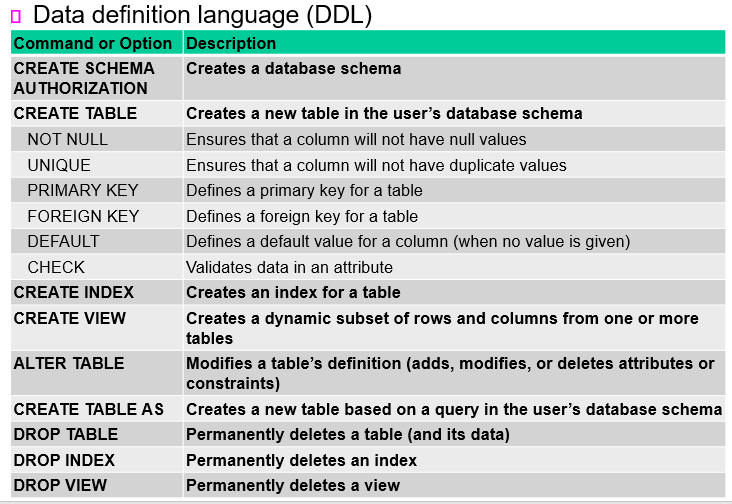 Data definition language (DDL)
Command or Option Description
CREATE SCHEMA AUTHORIZATION Creates a database schema
CREATE TABLE Creates a new table in the user’s database schema
NOT NULL Ensures that a column will not have null values
UNIQUE Ensures that a column will not have duplicate values
PRIMARY KEY Defines a primary key for a table
FOREIGN KEY Defines a foreign key for a table
DEFAULT Defines a default value for a column (when no value is given)
CHECK Validates data in an attribute
CREATE INDEX Creates an index for a table
CREATE VIEW Creates a dynamic subset of rows and columns from one or more
tables
ALTER TABLE Modifies a table’s definition (adds, modifies, or deletes attributes or
constraints)
CREATE TABLE AS Creates a new table based on a query in the user’s database schema
DROP TABLE Permanently deletes a table (and its data)
DROP INDEX Permanently deletes an index
DROP VIEW Permanently deletes a view